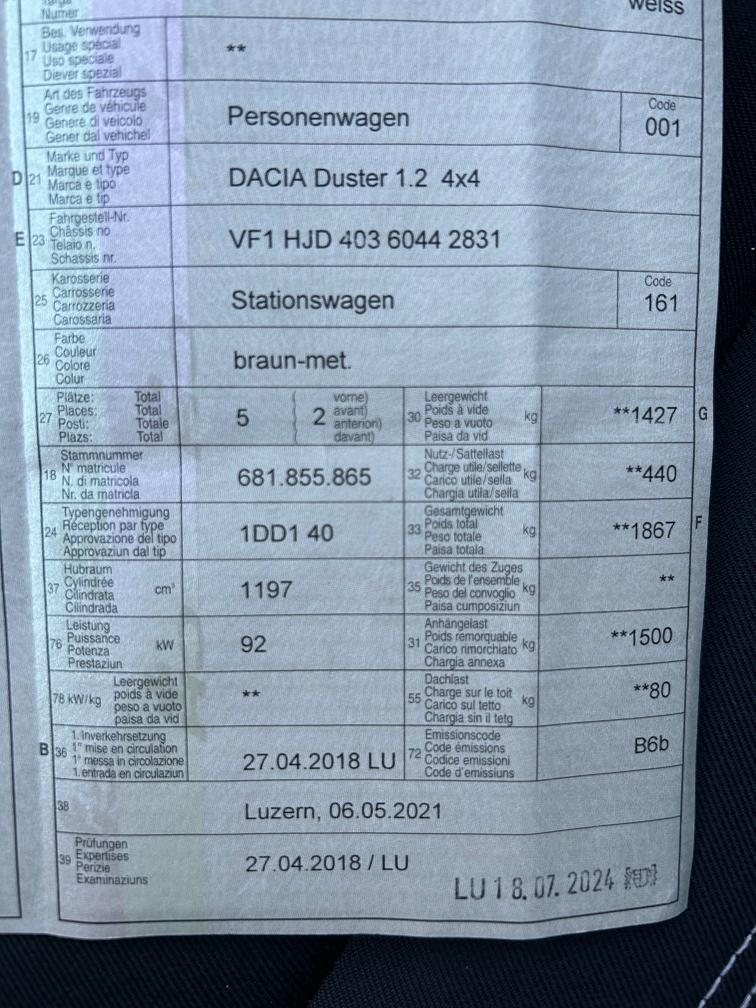 Numer
weiss
17 Bes. Verwendung
Usage spécial
Uso speciale
Diever spezial
**
19 Art des Fahrzeugs
Genre de véhicule
Genere di veicolo
Gener dal vehichel
Personenwagen
Code
001
D 21 Marke und Typ
Marque et type
Marca e tipo
Marca e tip
DACIA Duster 1.2 4x4
E 23 Fahrgestell-Nr.
Châssis no
Telaio n.
Schassis nr.
VF1 HJD 403 6044 2831
25 Karosserie
Carrosserie
Carrozzeria
Carossaria
Stationswagen
Code
161
26 Farbe
Couleur
Colore
Colur
braun-met.
27 Plätze: Total
Places: Total
Posti: Totale
Plazs: Total
5
2
vorne)
avant)
anterion)
davant)
30 Leergewicht
Poids à vide
Peso a vuoto
Paisa da vid
kg
**1427
G
18 Stammnummer
N° matricule
N. di matricola
Nr. da matricla
681.855.865
32 Nutz-/Sattellast
Charge utile/sellette
Carico utile/sella
Chargia utila/sella
kg
**440
24 Typengenehmigung
Réception par type
Approvazione del tipo
Approvaziun dal tip
1DD1 40
33 Gesamtgewicht
Poids total
Peso totale
Paisa totala
kg
**1867
F
37 Hubraum
Cylindrée
Cilindrata
Cilindrada
cm³
1197
35 Gewicht des Zuges
Poids de l'ensemble
Peso del convoglio
Paisa cumposiziun
kg
**
76 Leistung
Puissance
Potenza
Prestaziun
kW
92
31 Anhängelast
Poids remorquable
Carico rimorchiato
Chargia annexa
kg
**1500
78 kW/kg
Leergewicht
poids à vide
peso a vuoto
paisa da vid
**
55 Dachlast
Charge sur le toit
Carico sul tetto
Chargia sin il tetg
kg
**80
B 36 1. Inverkehrsetzung
1re mise en circulation
1a messa in circolazione
1. entrada en circulaziun
27.04.2018 LU
72 Emissionscode
Code émissions
Codice emissioni
Code d'emissiuns
B6b
38
Luzern, 06.05.2021
39 Prüfungen
Expertises
Perizie
Examinaziuns
27.04.2018 / LU
LU 18.07.2024